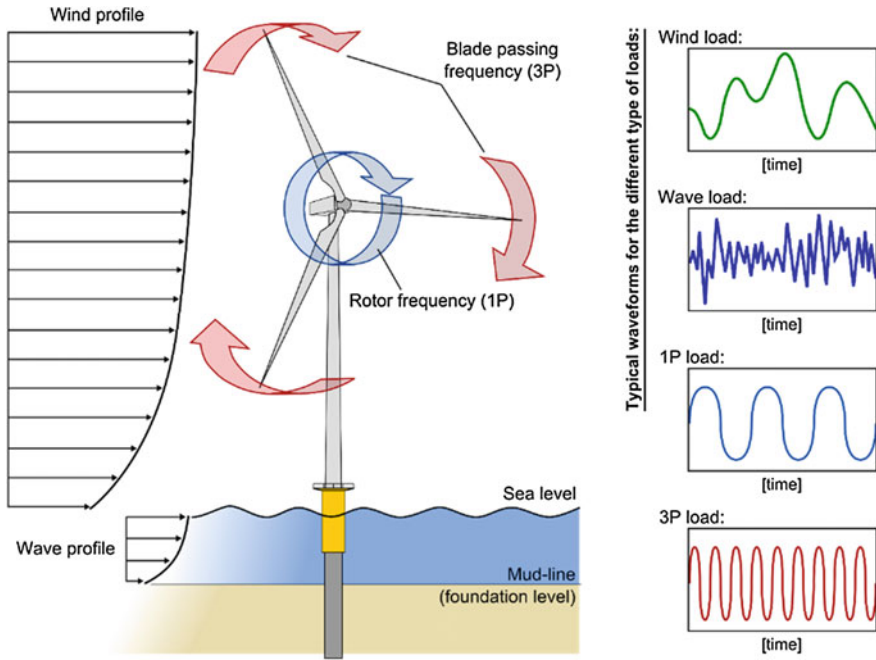 Wind profile
Blade passing
frequency (3P)
Rotor frequency (1P)
Sea level
Wave profile
Mud-line
(foundation level)
Typical waveforms for the different type of loads:
Wind load:
[time]
Wave load:
[time]
1P load:
[time]
3P load:
[time]